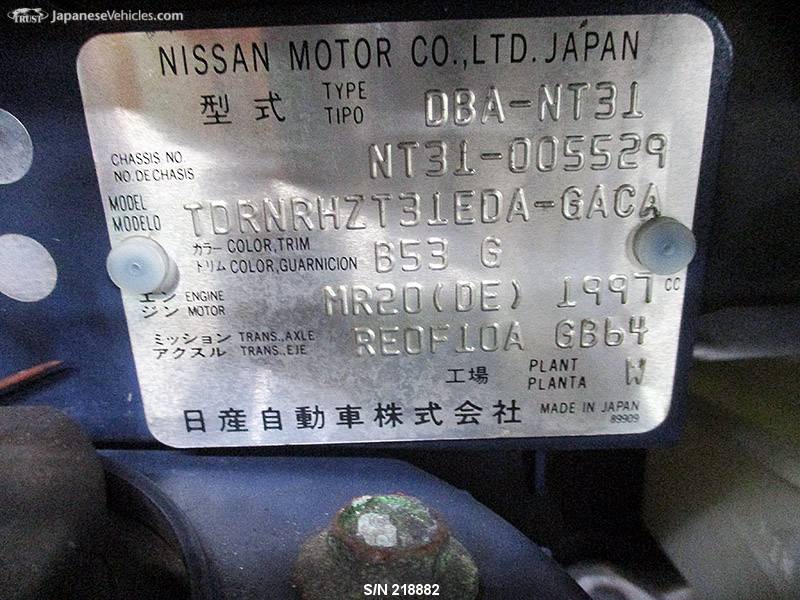 TRUST JapaneseVehicles.com
NISSAN MOTOR CO.,LTD. JAPAN
型式 TYPE TIPO DBA-NT31
CHASSIS NO. NO.DE CHASIS NT31-005529
MODEL MODELO TDRNRHZT31EDA-GACA
カラー COLOR,TRIM
トリム COLOR,GUARNICION B53 G
エンジン ENGINE MOTOR MR20(DE) 1997 CC
ミッション TRANS.,AXLE
アクスル TRANS.,EJE RE0F10A GB64
工場 PLANT PLANTA W
日産自動車株式会社 MADE IN JAPAN
89909
S/N 218882